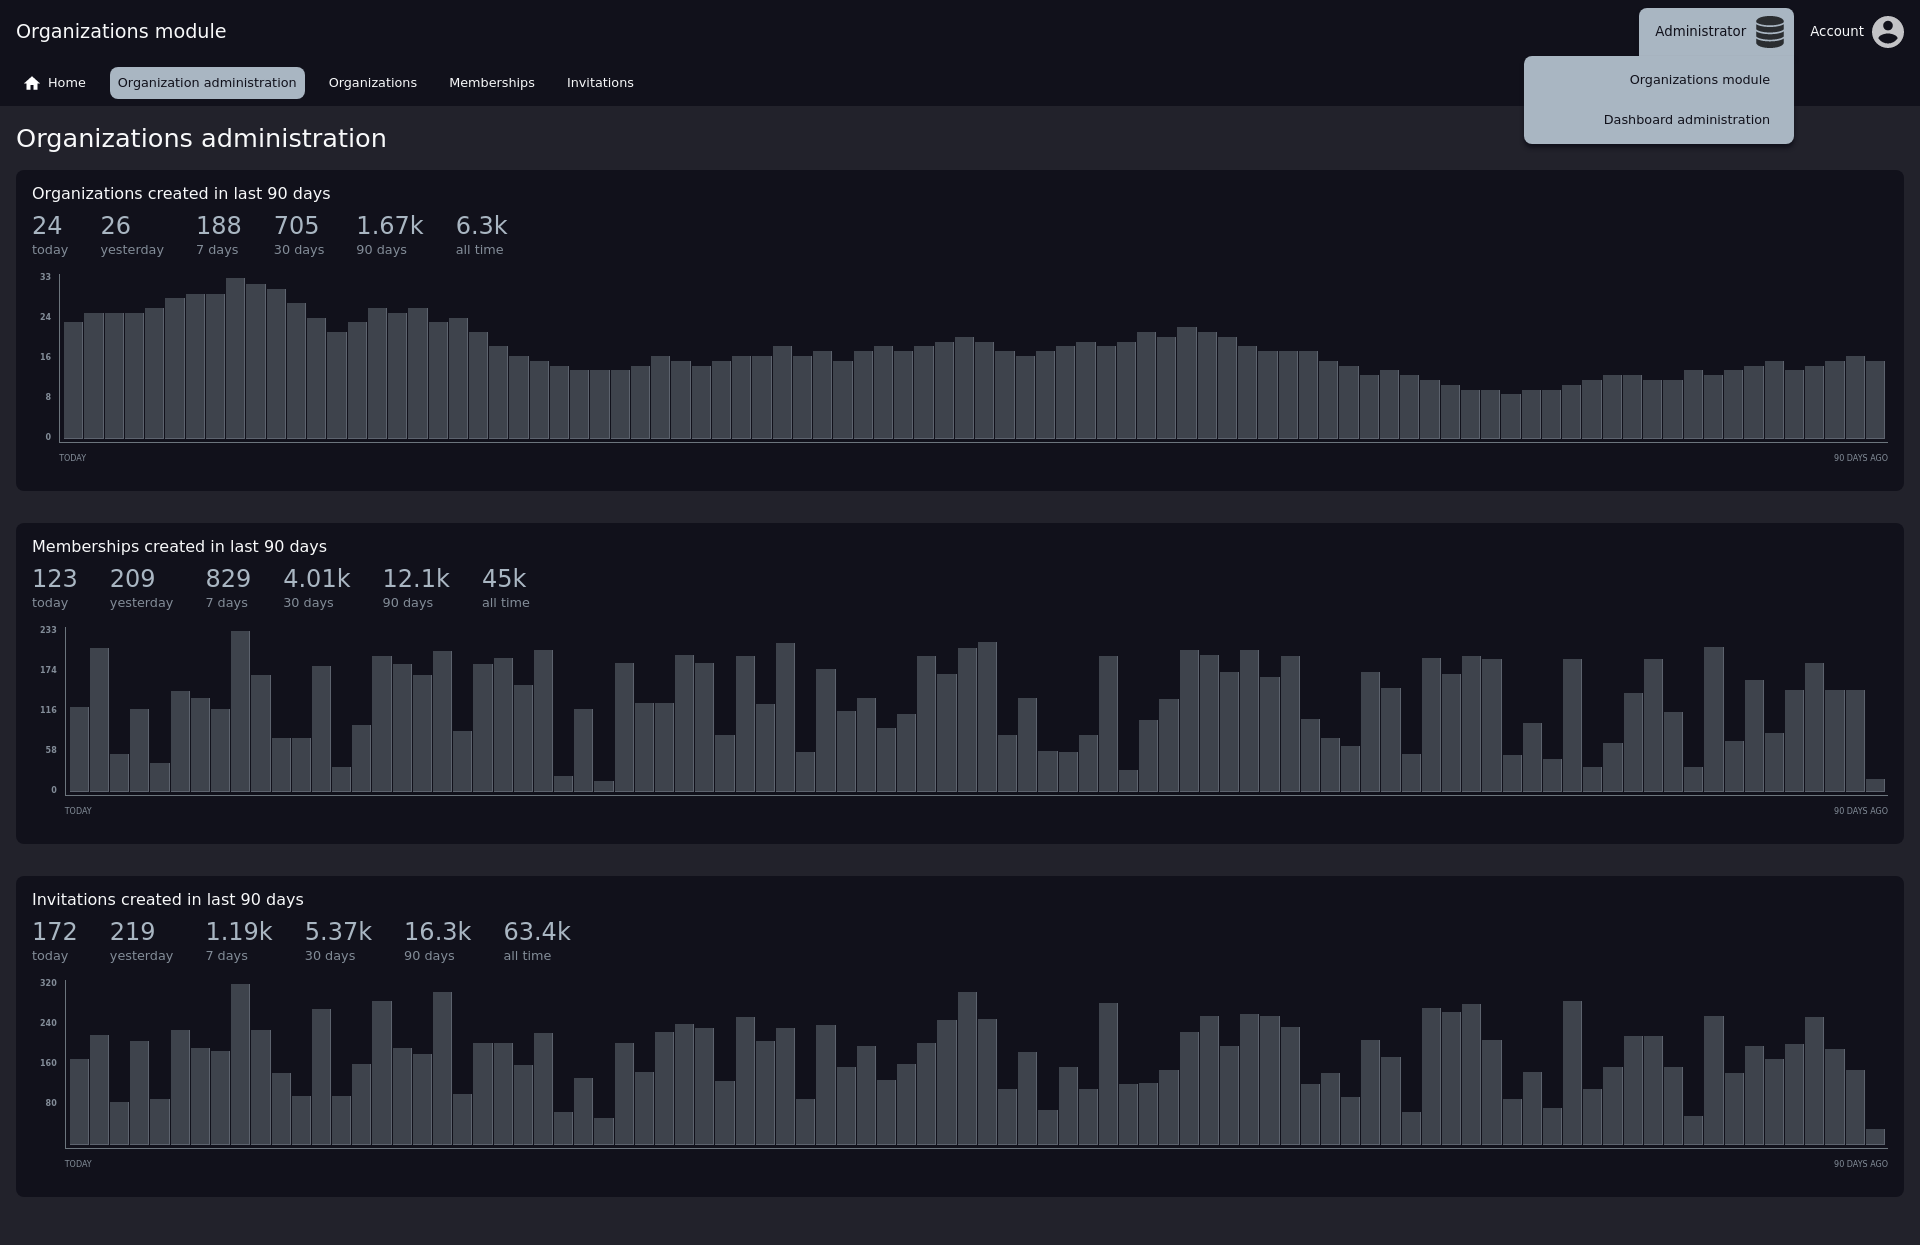 Organizations module
Administrator
Account
Home
Organization administration
Organizations
Memberships
Invitations
Organizations module
Dashboard administration
Organizations administration
Organizations created in last 90 days
24 26 188 705 1.67k 6.3k
today yesterday 7 days 30 days 90 days all time
33
24
16
8
0
TODAY 90 DAYS AGO
Memberships created in last 90 days
123 209 829 4.01k 12.1k 45k
today yesterday 7 days 30 days 90 days all time
233
174
116
58
0
TODAY 90 DAYS AGO
Invitations created in last 90 days
172 219 1.19k 5.37k 16.3k 63.4k
today yesterday 7 days 30 days 90 days all time
320
240
160
80
TODAY 90 DAYS AGO